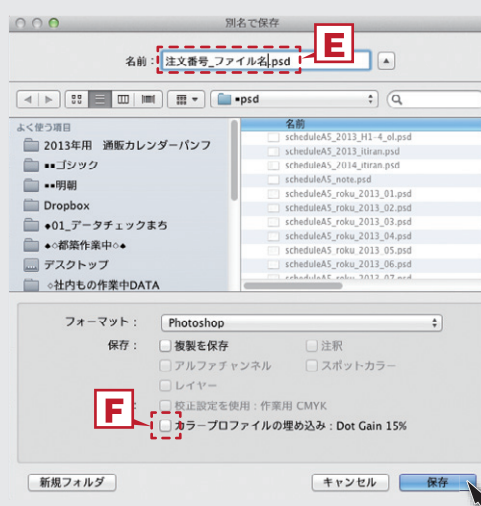 別名で保存
E
名前： 注文番号_ファイル名.psd
▪psd
よく使う項目
2013年用 通販カレンダーパンフ
▪▪ゴシック
▪▪明朝
Dropbox
◆01_データチェックまち
◆◇都築作業中◇◆
デスクトップ
◇社内もの作業中DATA
名前
scheduleA5_2013_H1-4_ol.psd
scheduleA5_2013_itiran.psd
scheduleA5_2014_itiran.psd
scheduleA5_note.psd
scheduleA5_roku_2013_01.psd
scheduleA5_roku_2013_02.psd
scheduleA5_roku_2013_03.psd
scheduleA5_roku_2013_04.psd
scheduleA5_roku_2013_05.psd
scheduleA5_roku_2013_06.psd
scheduleA5_roku_2013_07.psd
フォーマット： Photoshop
保存： 複製を保存 注釈
アルファチャンネル スポットカラー
レイヤー
F
： 校正設定を使用：作業用 CMYK
カラープロファイルの埋め込み：Dot Gain 15%
新規フォルダ キャンセル 保存